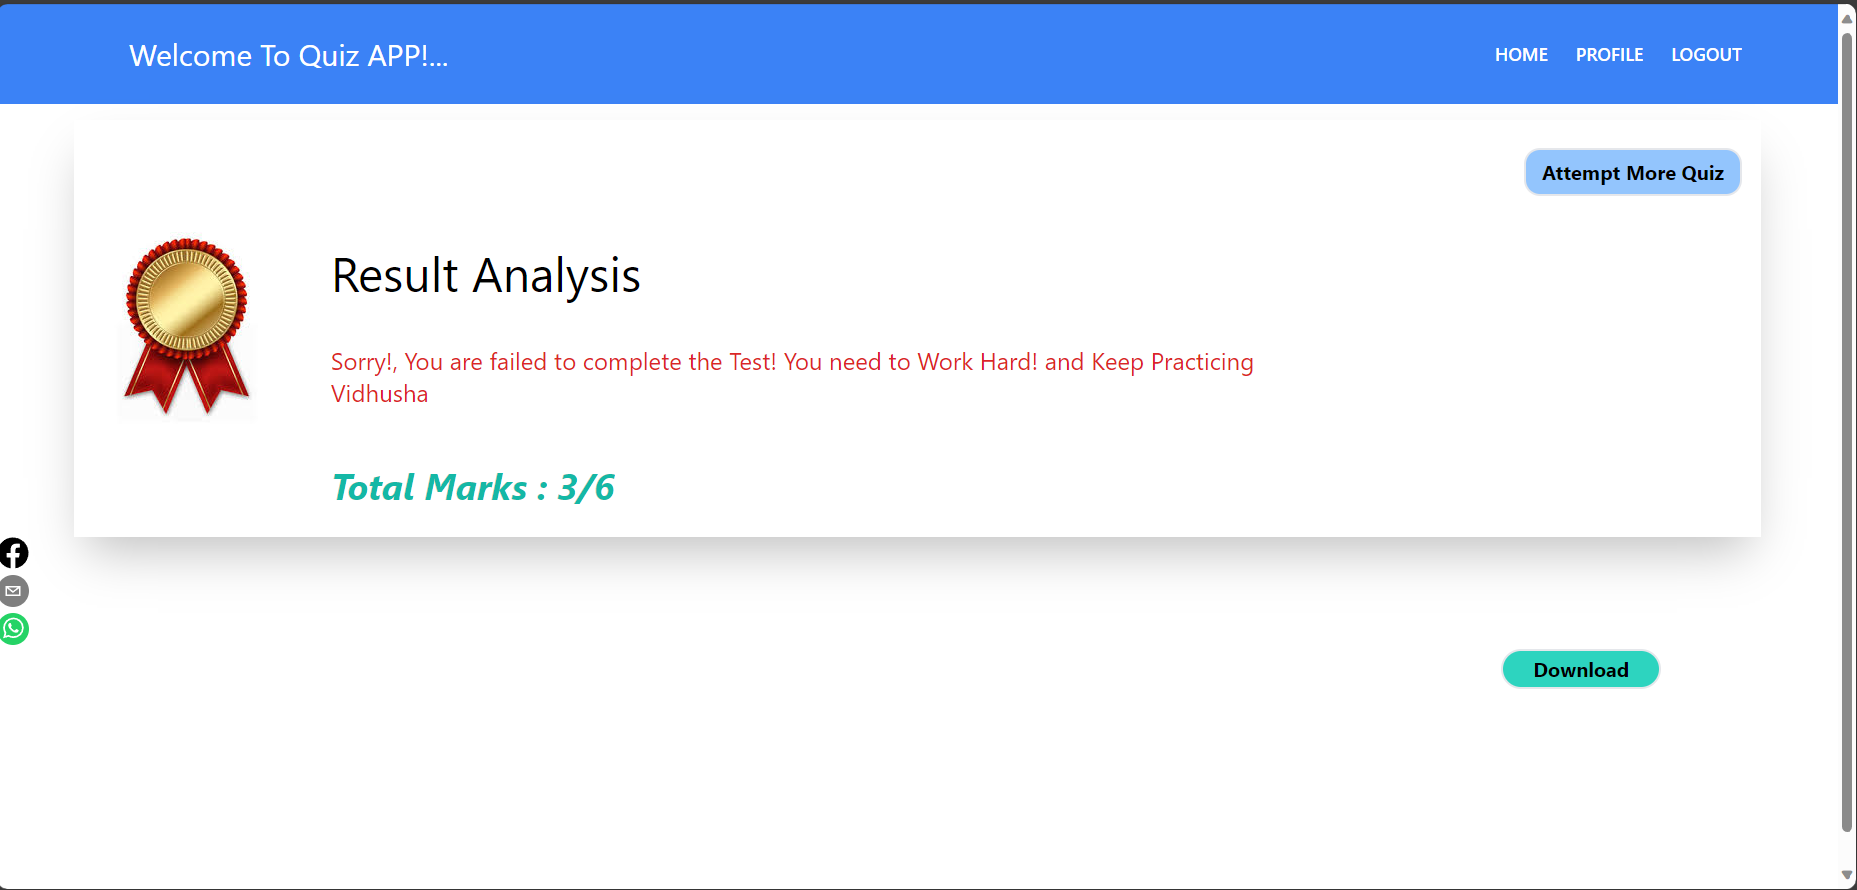 Welcome To Quiz APP!...
HOME PROFILE LOGOUT
Attempt More Quiz
Result Analysis
Sorry!, You are failed to complete the Test! You need to Work Hard! and Keep Practicing
Vidhusha
Total Marks : 3/6
Download